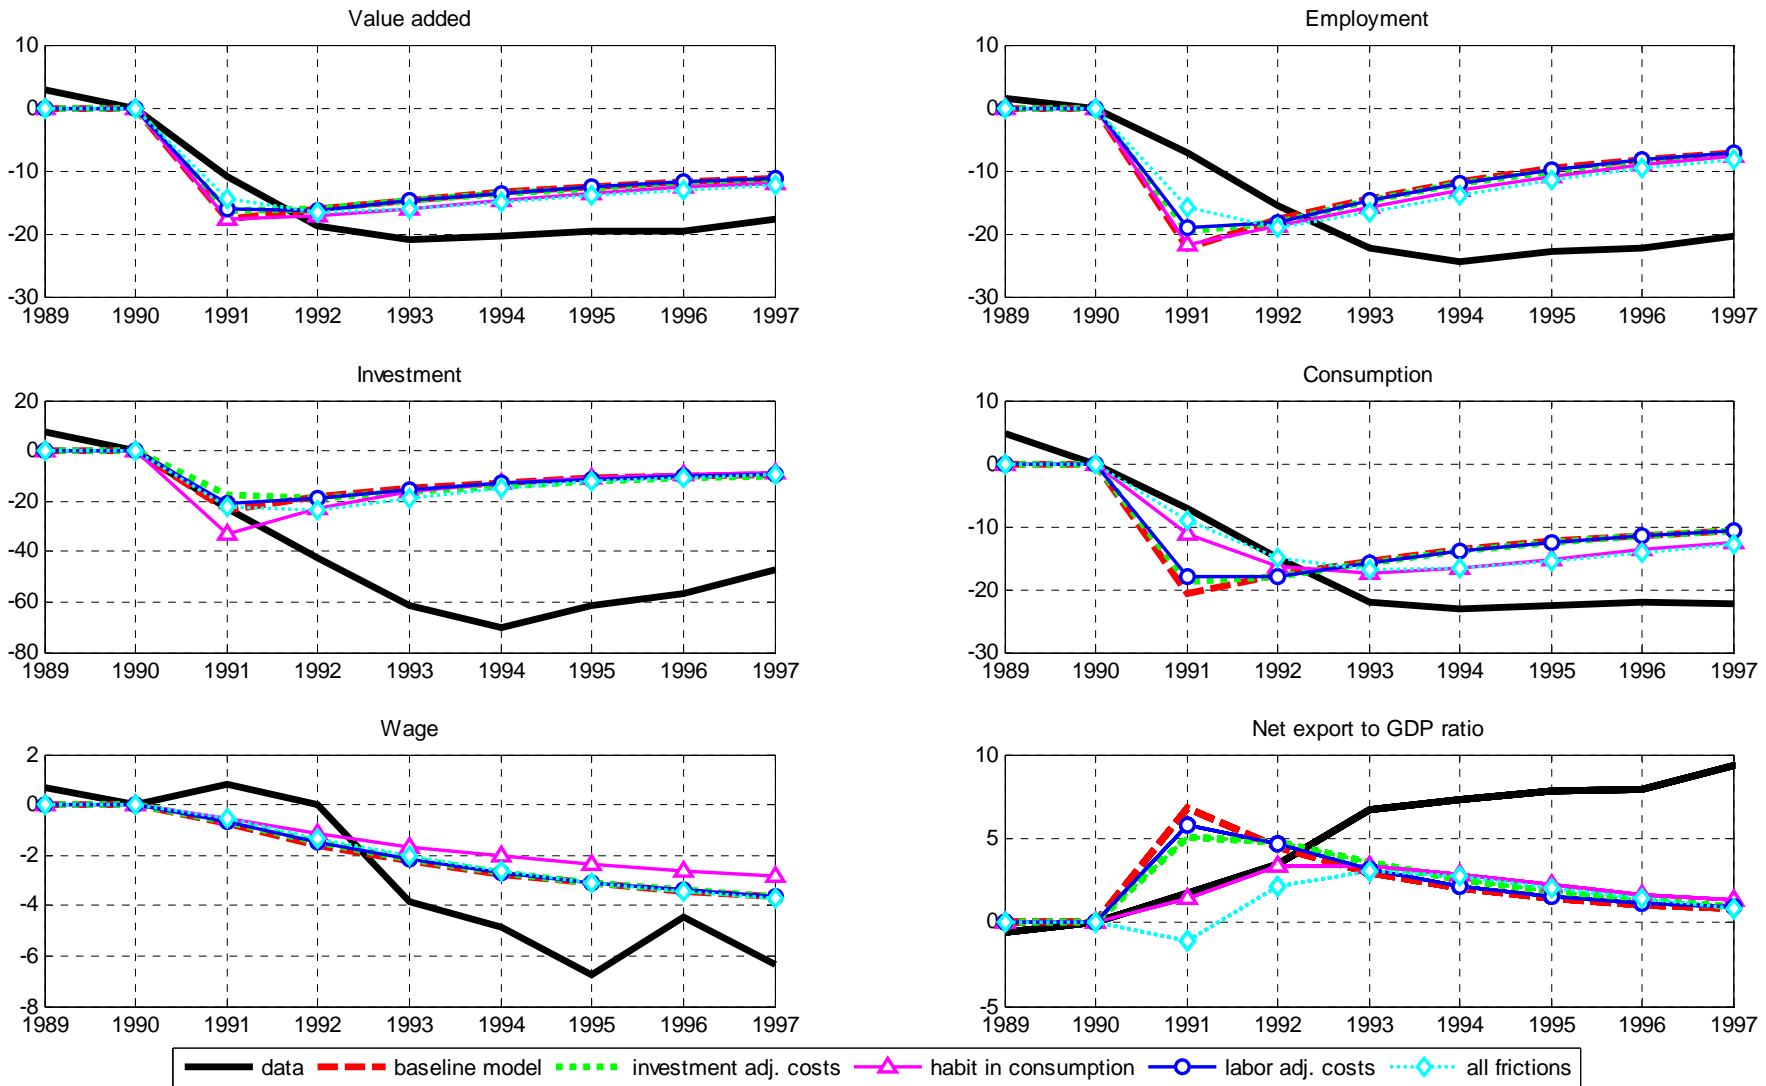 Value added
10
0
-10
-20
-30
1989 1990 1991 1992 1993 1994 1995 1996 1997
Employment
10
0
-10
-20
-30
1989 1990 1991 1992 1993 1994 1995 1996 1997
Investment
20
0
-20
-40
-60
-80
1989 1990 1991 1992 1993 1994 1995 1996 1997
Consumption
10
0
-10
-20
-30
1989 1990 1991 1992 1993 1994 1995 1996 1997
Wage
2
0
-2
-4
-6
-8
1989 1990 1991 1992 1993 1994 1995 1996 1997
Net export to GDP ratio
10
5
0
-5
1989 1990 1991 1992 1993 1994 1995 1996 1997
data baseline model investment adj. costs habit in consumption labor adj. costs all frictions